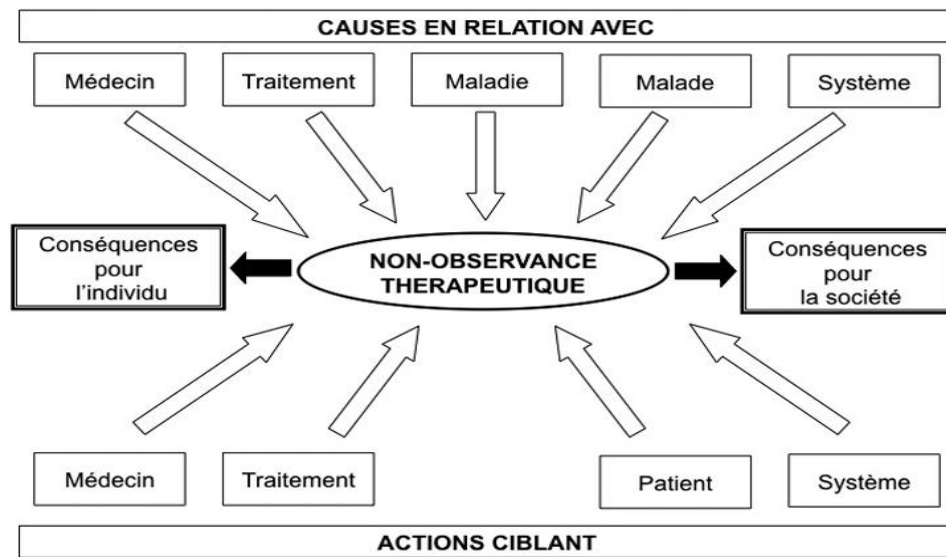 CAUSES EN RELATION AVEC
Médecin
Traitement
Maladie
Malade
Système
Conséquences
pour
l'individu
NON-OBSERVANCE
THERAPEUTIQUE
Conséquences
pour
la société
Médecin
Traitement
Patient
Système
ACTIONS CIBLANT